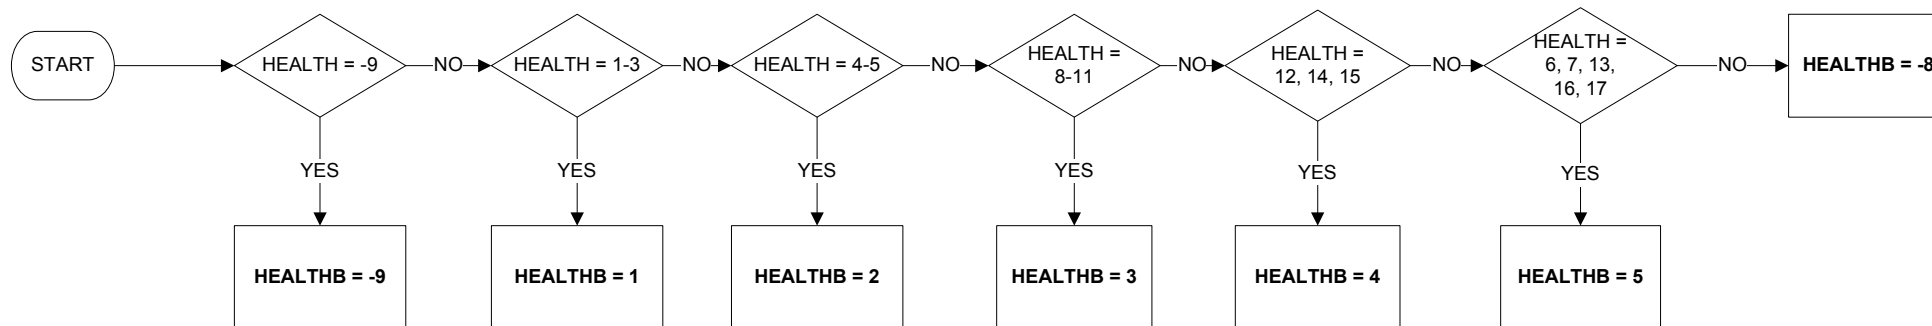 START
HEALTH = -9
NO
HEALTH = 1-3
NO
HEALTH = 4-5
NO
HEALTH =
8-11
NO
HEALTH =
12, 14, 15
NO
HEALTH =
6, 7, 13,
16, 17
NO
HEALTHB = -8
YES
YES
YES
YES
YES
YES
HEALTHB = -9
HEALTHB = 1
HEALTHB = 2
HEALTHB = 3
HEALTHB = 4
HEALTHB = 5